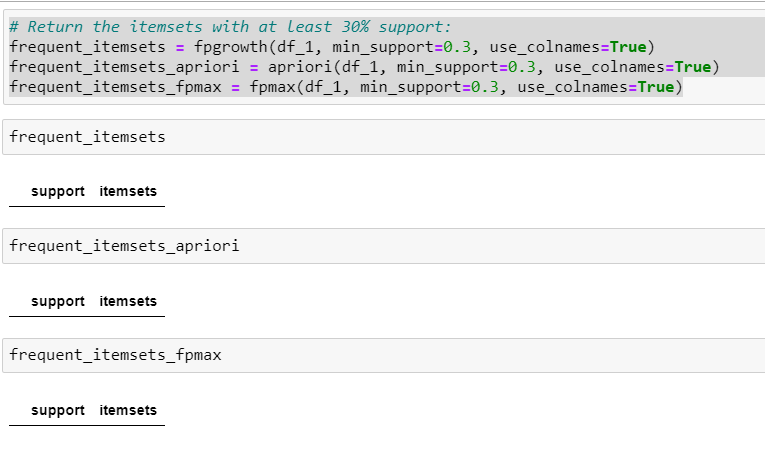 # Return the itemsets with at least 30% support:
frequent_itemsets = fpgrowth(df_1, min_support=0.3, use_colnames=True)
frequent_itemsets_apriori = apriori(df_1, min_support=0.3, use_colnames=True)
frequent_itemsets_fpmax = fpmax(df_1, min_support=0.3, use_colnames=True)
frequent_itemsets
support itemsets
frequent_itemsets_apriori
support itemsets
frequent_itemsets_fpmax
support itemsets